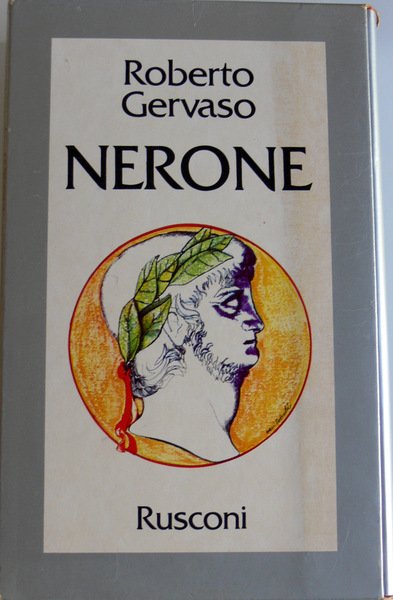 Roberto
Gervaso
NERONE
Rusconi